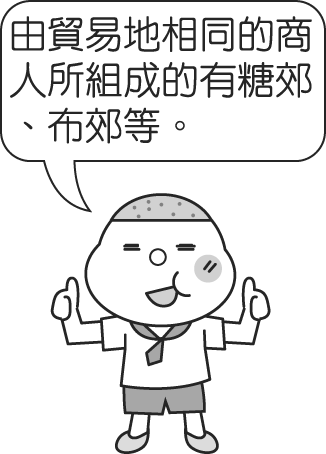 由貿易地相同的商
人所組成的有糖郊
、布郊等。